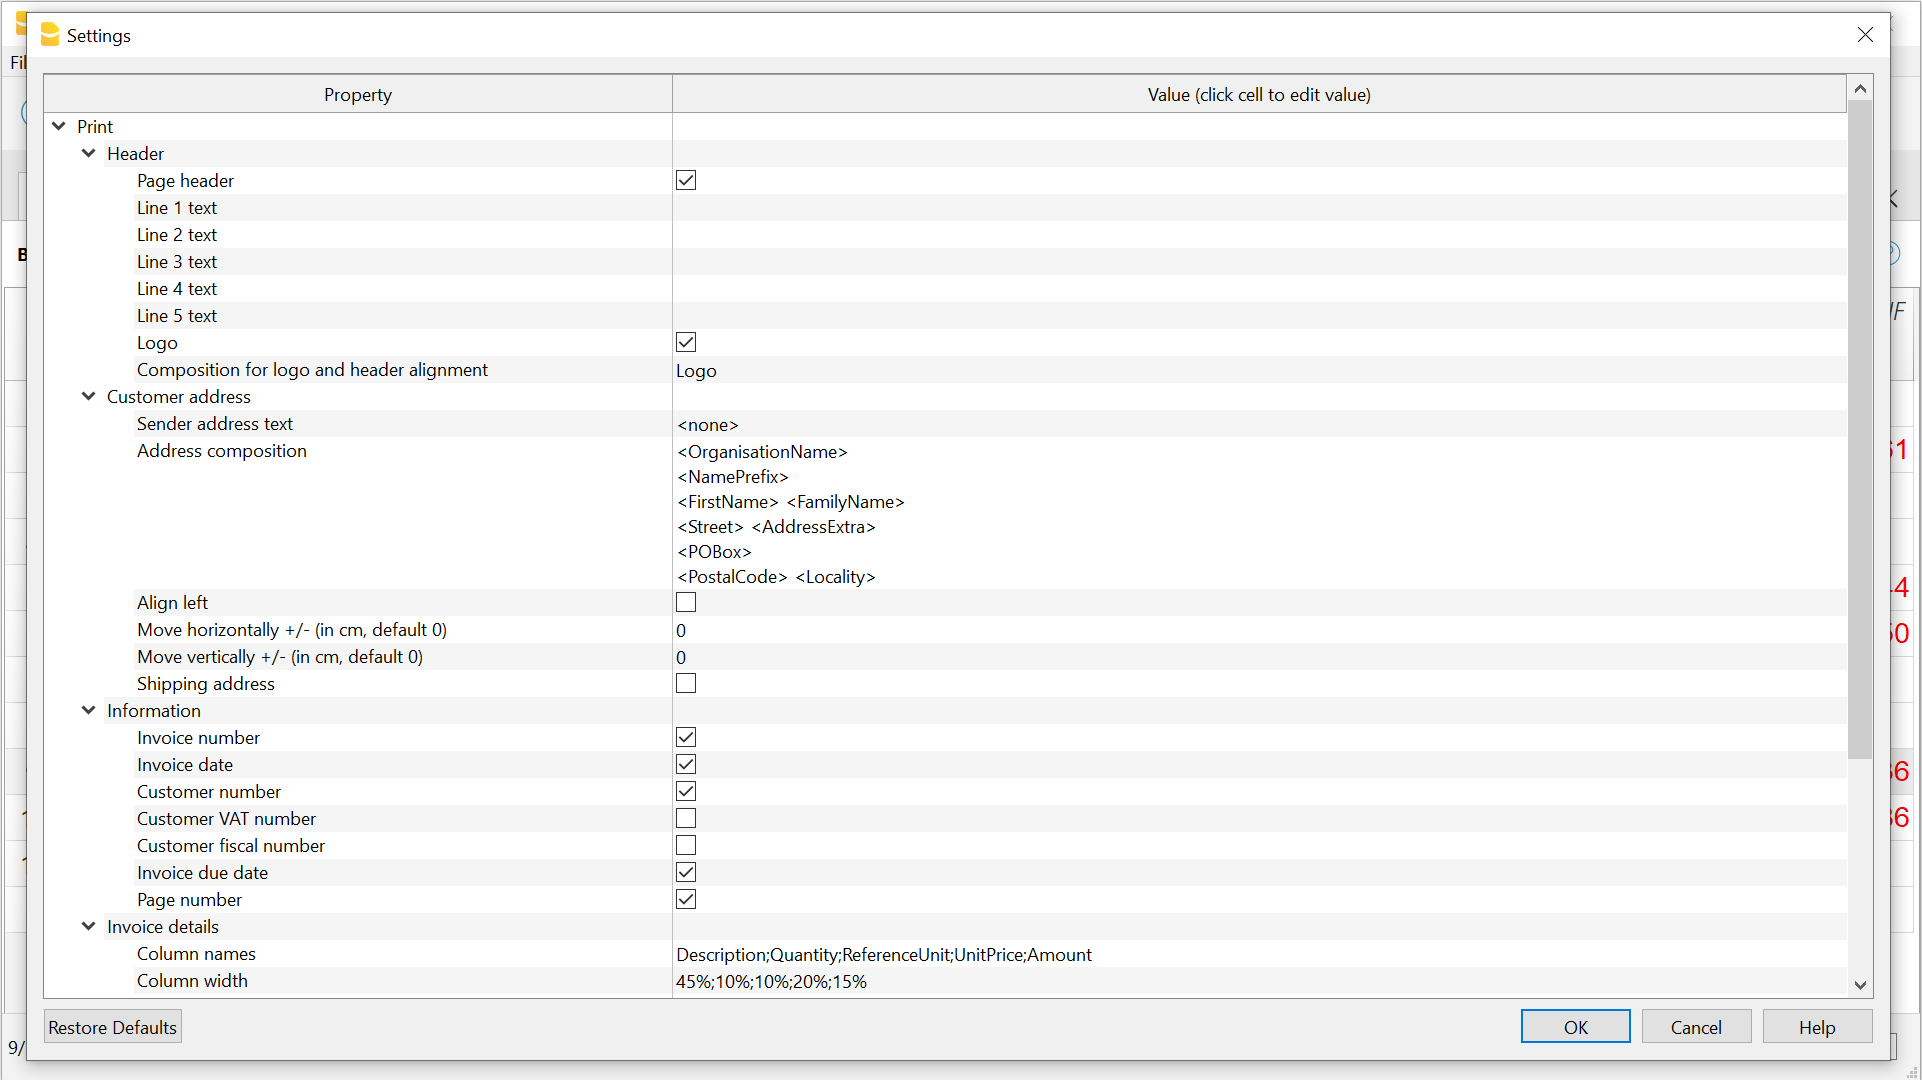 Settings
Property
Value (click cell to edit value)
Print
Header
Page header
Line 1 text
Line 2 text
Line 3 text
Line 4 text
Line 5 text
Logo
Composition for logo and header alignment
Logo
Customer address
Sender address text
<none>
Address composition
<OrganisationName>
<NamePrefix>
<FirstName> <FamilyName>
<Street> <AddressExtra>
<POBox>
<PostalCode> <Locality>
Align left
Move horizontally +/- (in cm, default 0)
0
Move vertically +/- (in cm, default 0)
0
Shipping address
Information
Invoice number
Invoice date
Customer number
Customer VAT number
Customer fiscal number
Invoice due date
Page number
Invoice details
Column names
Description;Quantity;ReferenceUnit;UnitPrice;Amount
Column width
45%;10%;10%;20%;15%
Restore Defaults
OK
Cancel
Help
9/